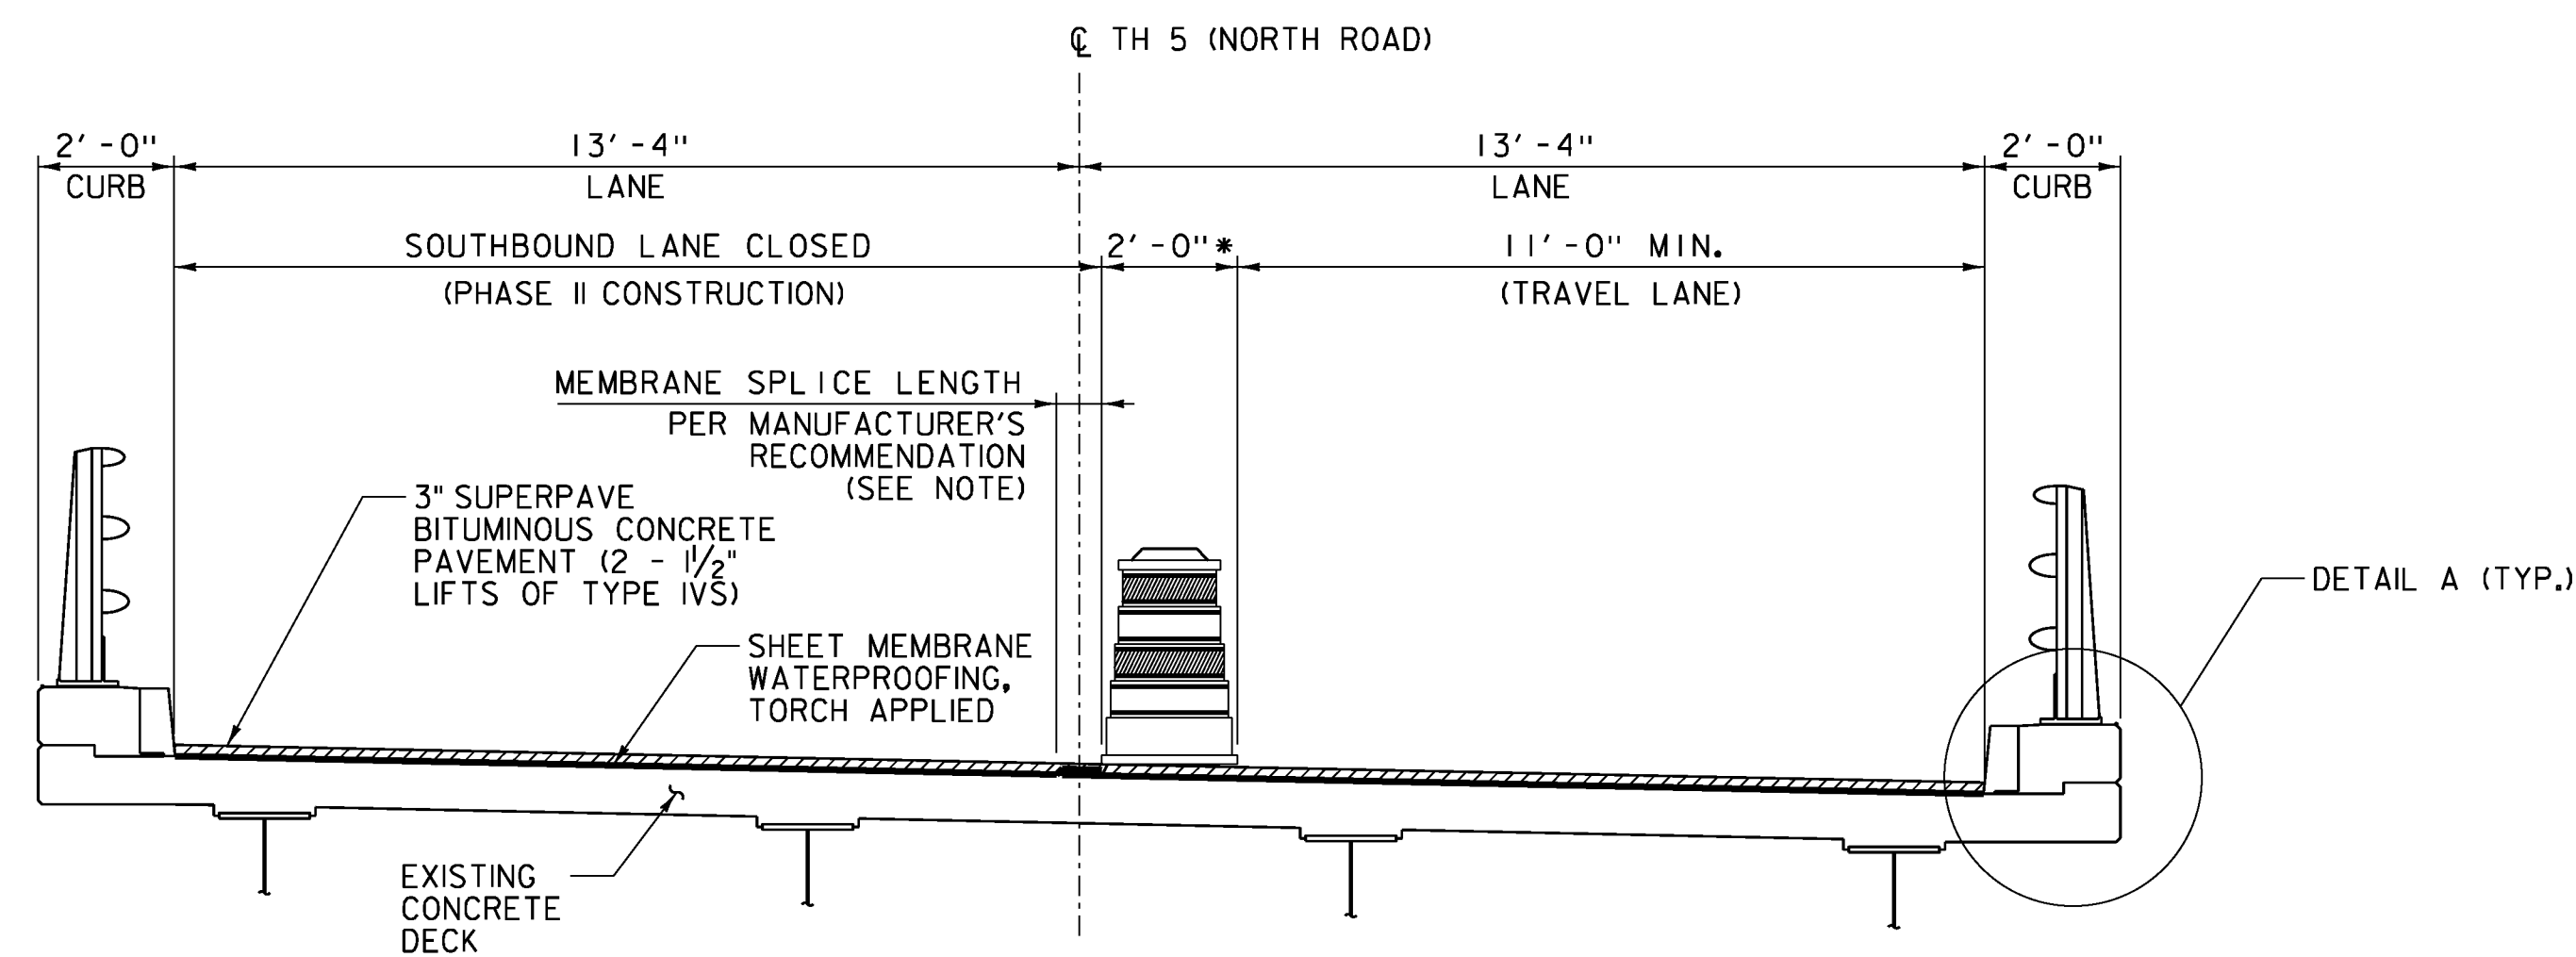 ℄ TH 5 (NORTH ROAD)
2'-0"
CURB
13'-4"
LANE
13'-4"
LANE
2'-0"
CURB
SOUTHBOUND LANE CLOSED
(PHASE II CONSTRUCTION)
2'-0"*
11'-0" MIN.
(TRAVEL LANE)
MEMBRANE SPLICE LENGTH
PER MANUFACTURER'S
RECOMMENDATION
(SEE NOTE)
3" SUPERPAVE
BITUMINOUS CONCRETE
PAVEMENT (2 - 1 1/2"
LIFTS OF TYPE IVS)
DETAIL A (TYP.)
SHEET MEMBRANE
WATERPROOFING,
TORCH APPLIED
EXISTING
CONCRETE
DECK